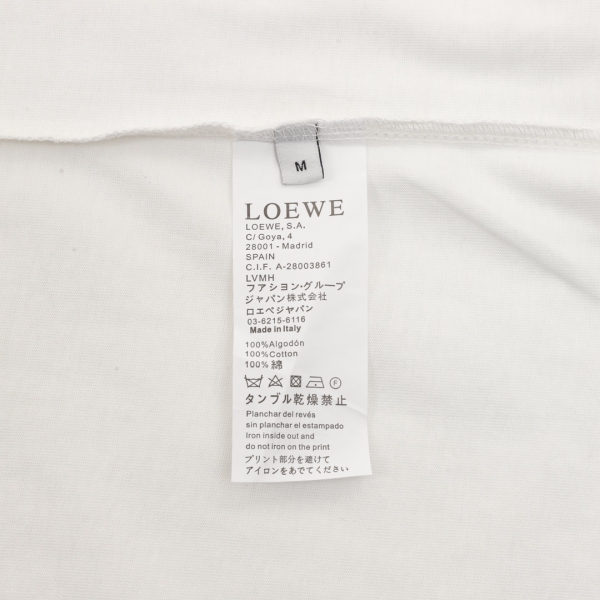 M
LOEWE
LOEWE, S.A.
C/ Goya, 4
28001 - Madrid
SPAIN
C.I.F. A-28003861
LVMH
ファション・グループ
ジャパン株式会社
ロエベジャパン
03-6215-6116
Made in Italy
100%Algodón
100%Cotton
100% 綿
タンブル乾燥禁止
Planchar del revés
sin planchar el estampado
Iron inside out and
do not iron on the print
プリント部分を避けて
アイロンをあでてください